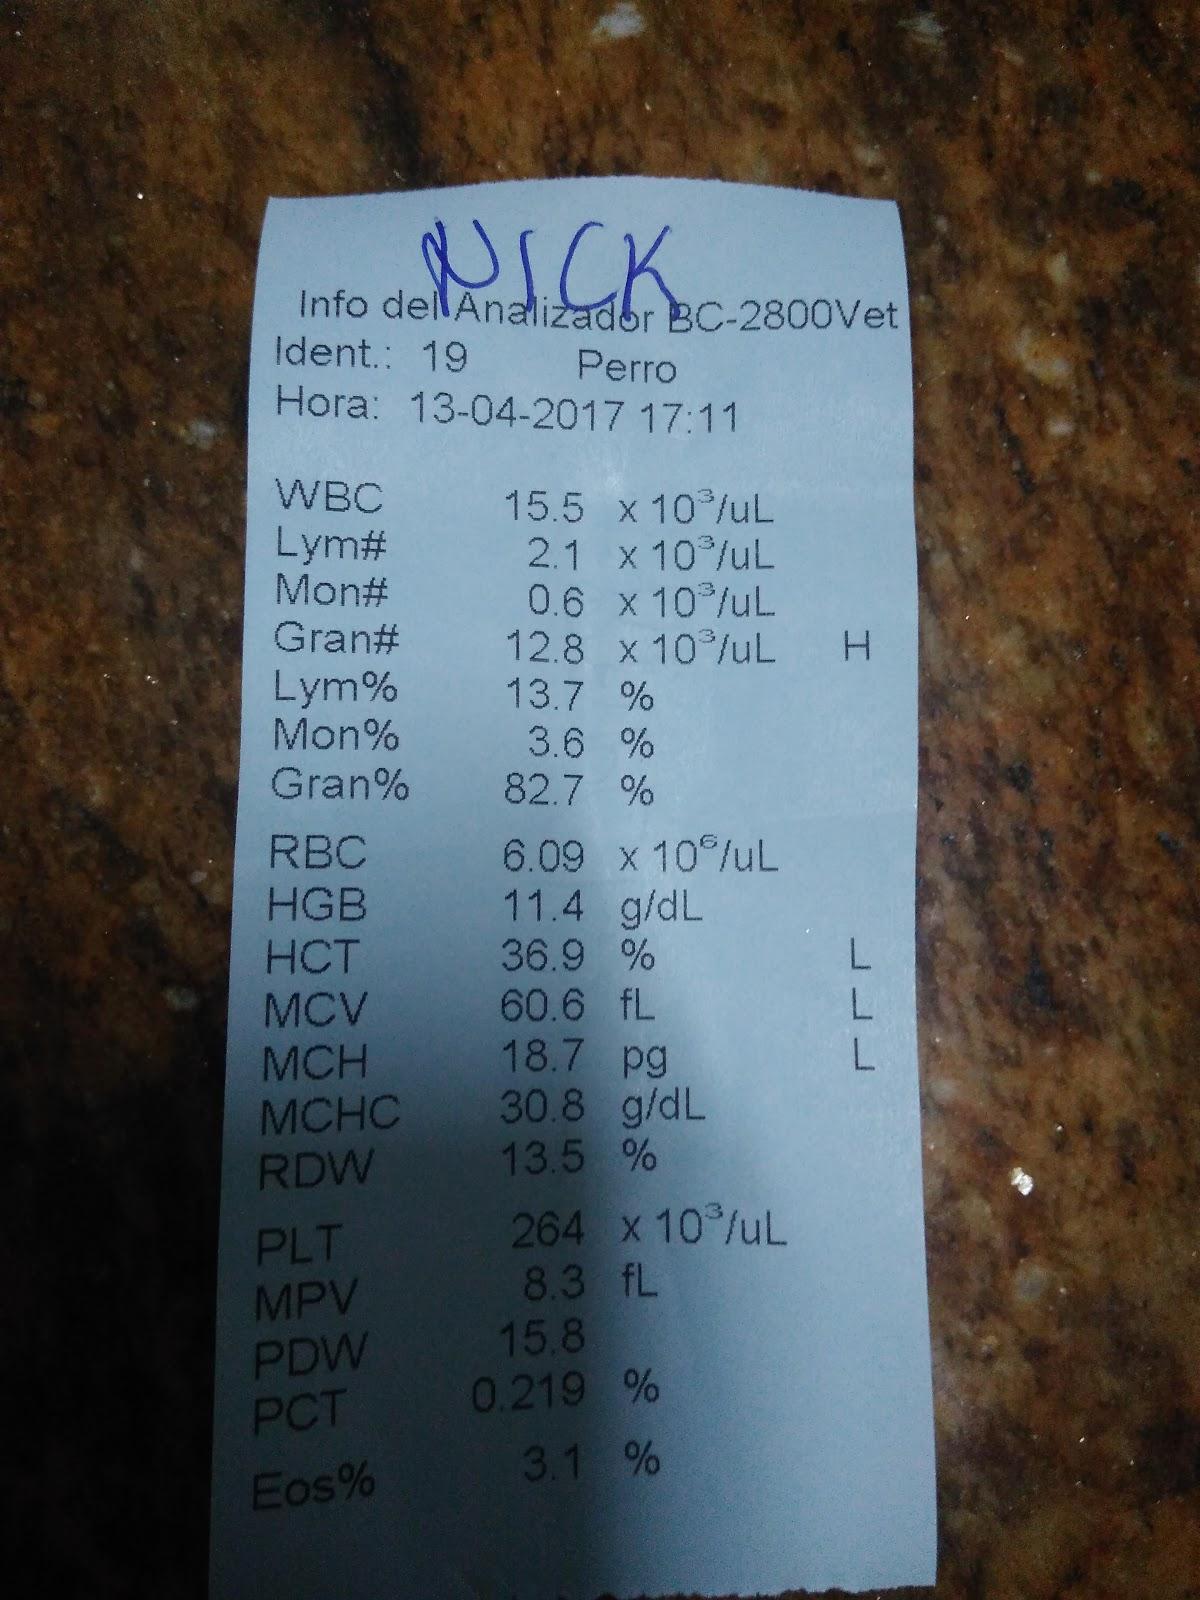 NICK
Info del Analizador BC-2800Vet
Ident.: 19 Perro
Hora: 13-04-2017 17:11
WBC 15.5 x 10³/uL
Lym# 2.1 x 10³/uL
Mon# 0.6 x 10³/uL
Gran# 12.8 x 10³/uL H
Lym% 13.7 %
Mon% 3.6 %
Gran% 82.7 %
RBC 6.09 x 10⁶/uL
HGB 11.4 g/dL
HCT 36.9 % L
MCV 60.6 fL L
MCH 18.7 pg L
MCHC 30.8 g/dL
RDW 13.5 %
PLT 264 x 10³/uL
MPV 8.3 fL
PDW 15.8
PCT 0.219 %
Eos% 3.1 %